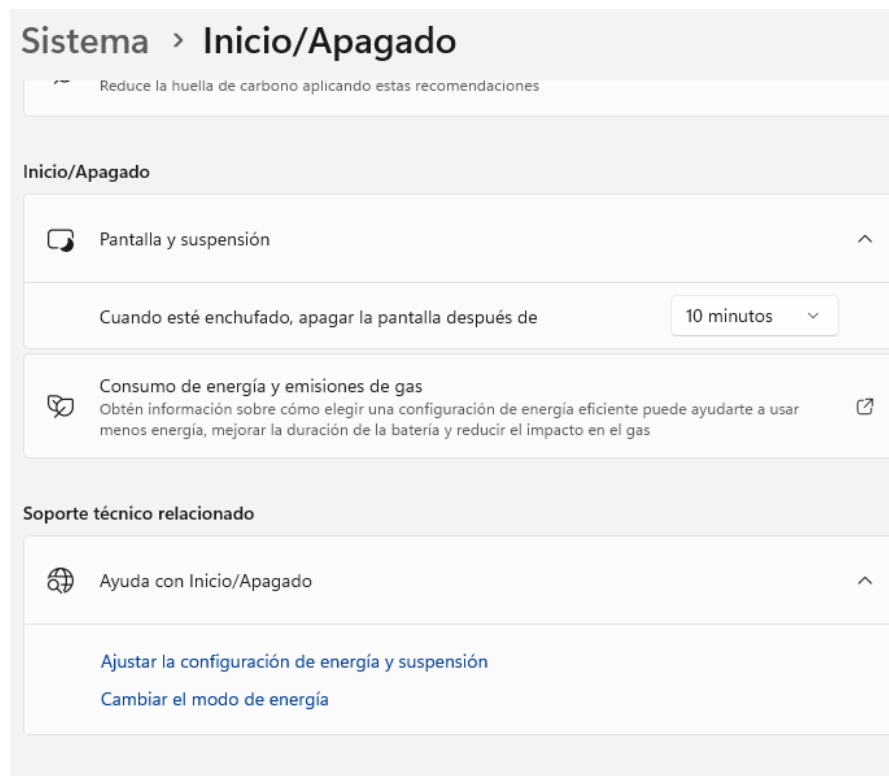 Sistema > Inicio/Apagado
Reduce la huella de carbono aplicando estas recomendaciones
Inicio/Apagado
Pantalla y suspensión
Cuando esté enchufado, apagar la pantalla después de 10 minutos
Consumo de energía y emisiones de gas
Obtén información sobre cómo elegir una configuración de energía eficiente puede ayudarte a usar
menos energía, mejorar la duración de la batería y reducir el impacto en el gas
Soporte técnico relacionado
Ayuda con Inicio/Apagado
Ajustar la configuración de energía y suspensión
Cambiar el modo de energía